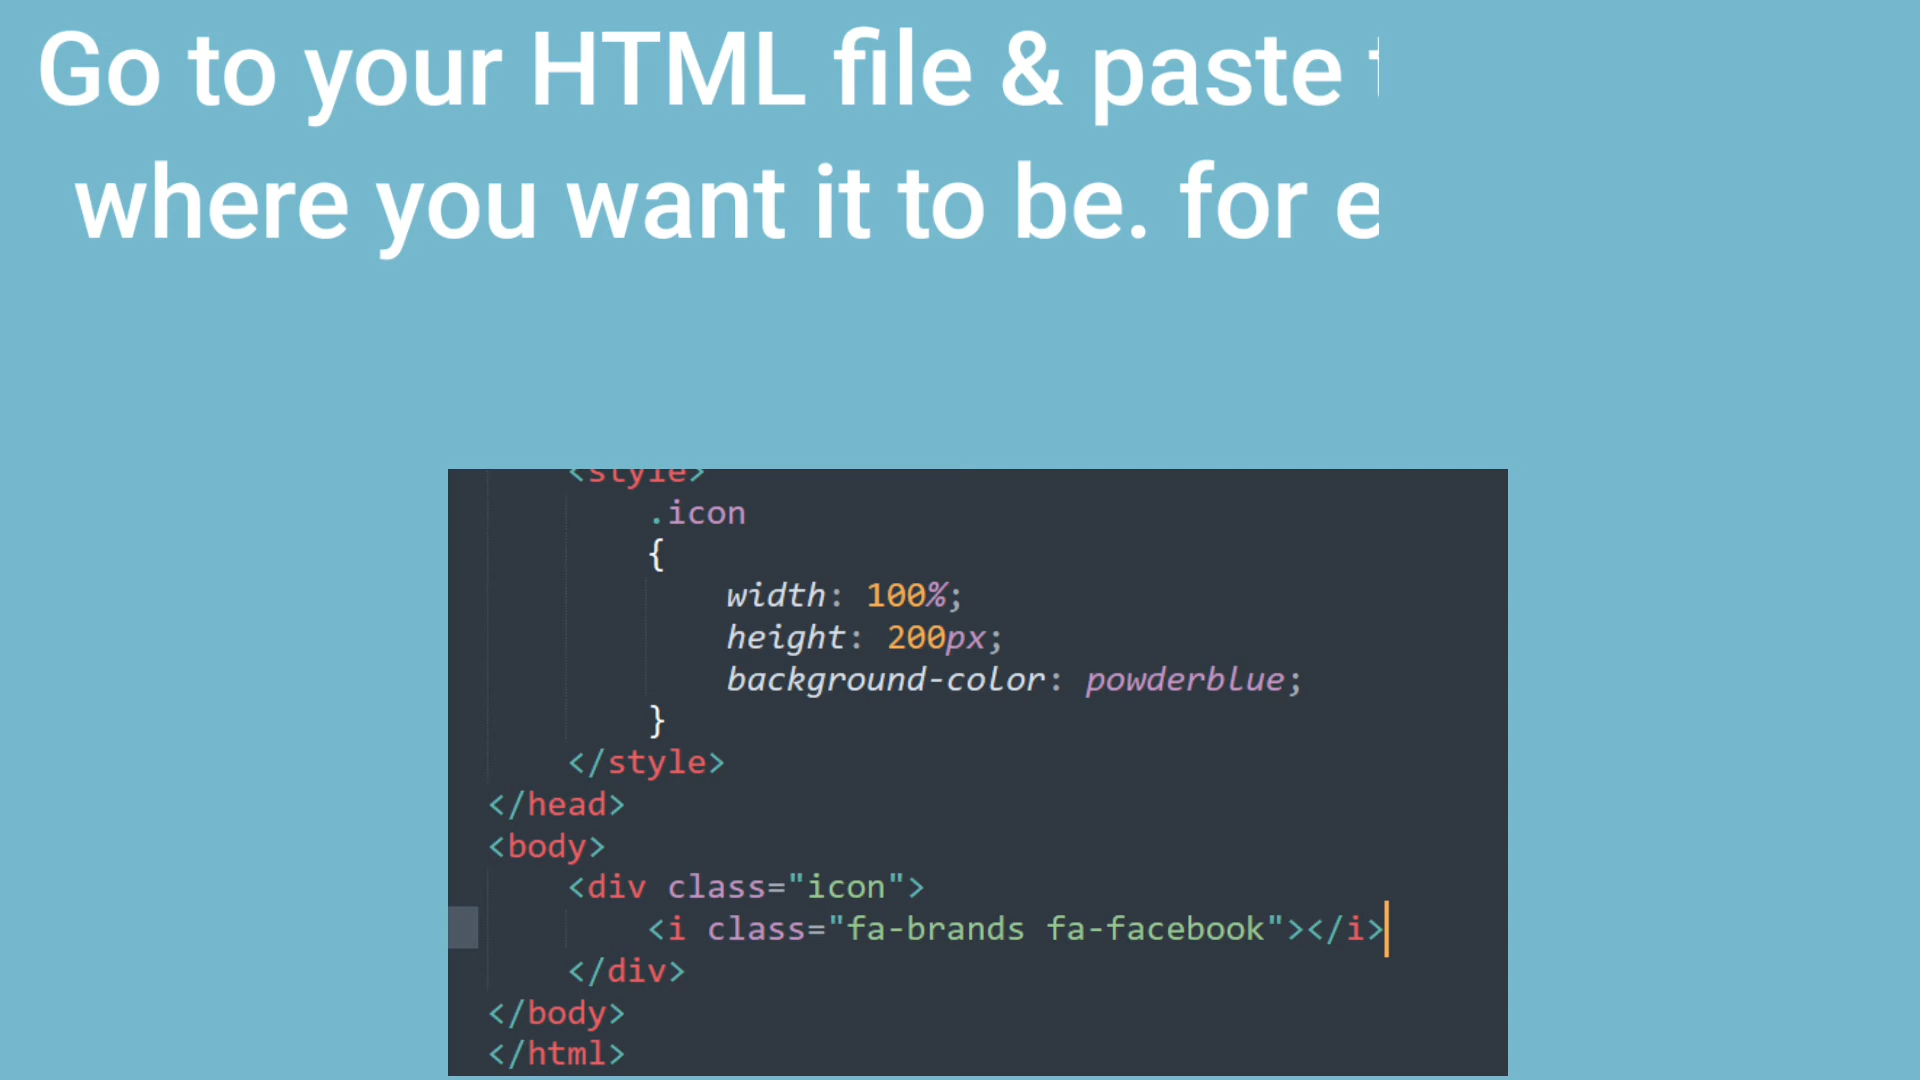 Go to your HTML file & paste
where you want it to be. for
<style>
.icon
{
width: 100%;
height: 200px;
background-color: powderblue;
}
</style>
</head>
<body>
<div class="icon">
<i class="fa-brands fa-facebook"></i>
</div>
</body>
</html>